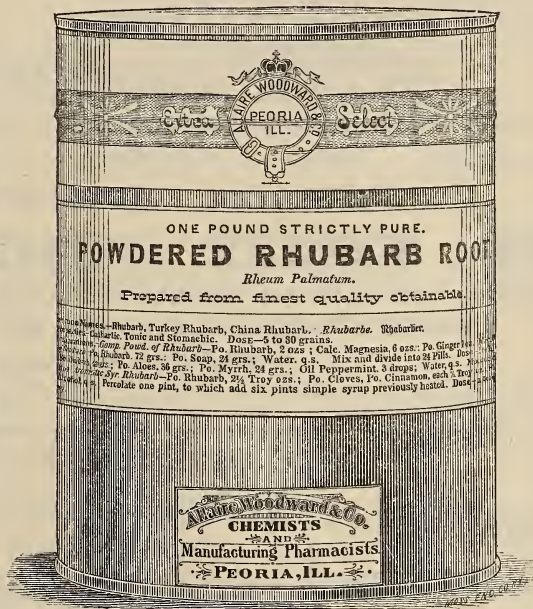 ALLAIRE WOODWARD & CO
PEORIA
ILL.
Extra Select
ONE POUND STRICTLY PURE.
POWDERED RHUBARB ROOT
Rheum Palmatum.
Prepared from finest quality obtainable.
Names.—Rhubarb, Turkey Rhubarb, China Rhubarb. Rhubarbe. Rhabarber.
Cathartic, Tonic and Stomachic. DOSE—5 to 30 grains.
Comp. Powd. of Rhubarb—Po. Rhubarb, 2 ozs ; Calc. Magnesia, 6 ozs.; Po. Ginger
Po. Rhubarb, 72 grs.; Po. Soap, 24 grs.; Water. q.s. Mix and divide into 24 Pills. Dose
Po. Aloes, 36 grs.; Po. Myrrh, 24 grs.; Oil Peppermint, 3 drops; Water, q.s.
Syr. Rhubarb—Po. Rhubarb, 2½ Troy ozs.; Po. Cloves, Po. Cinnamon, each ½ Troy
q.s. Percolate one pint, to which add six pints simple syrup previously heated. Dose
Allaire Woodward & Co.
CHEMISTS
AND
Manufacturing Pharmacists.
PEORIA, ILL.